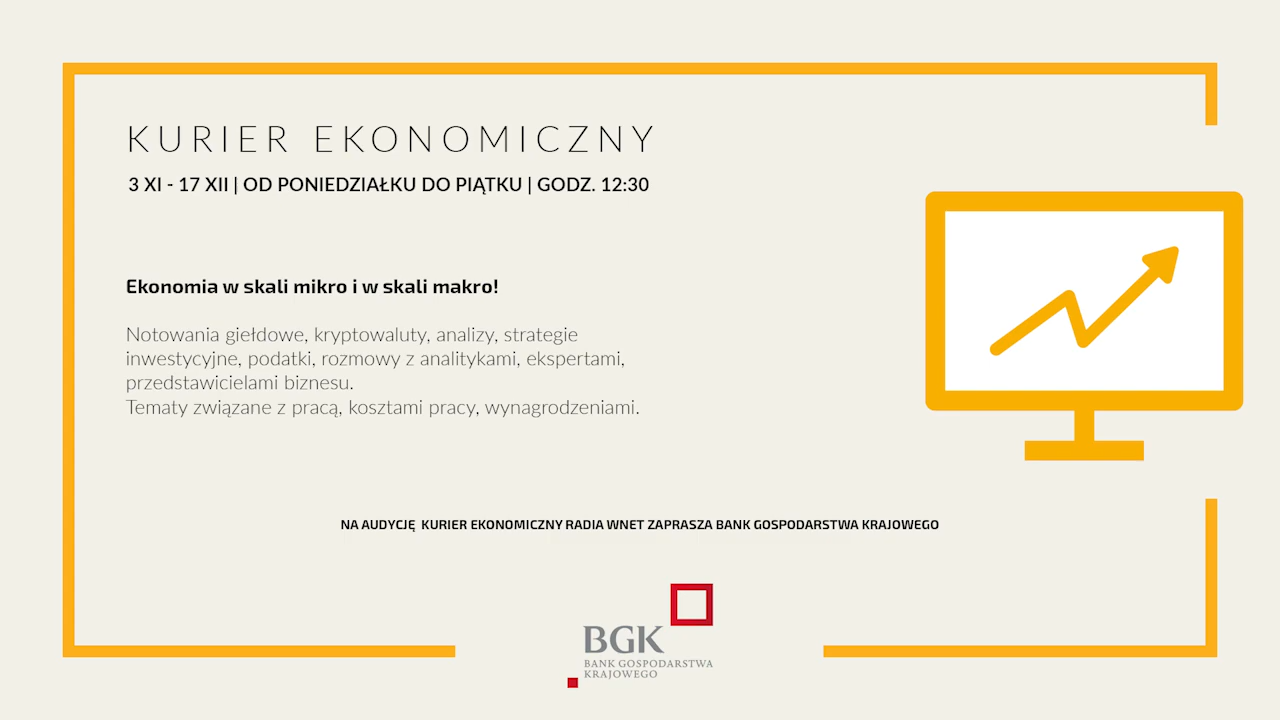 KURIER EKONOMICZNY
3 XI - 17 XII | OD PONIEDZIAŁKU DO PIĄTKU | GODZ. 12:30
Ekonomia w skali mikro i w skali makro!
Notowania giełdowe, kryptowaluty, analizy, strategie
inwestycyjne, podatki, rozmowy z analitykami, ekspertami,
przedstawicielami biznesu.
Tematy związane z pracą, kosztami pracy, wynagrodzeniami.
NA AUDYCJĘ KURIER EKONOMICZNY RADIA WNET ZAPRASZA BANK GOSPODARSTWA KRAJOWEGO
BGK
BANK GOSPODARSTWA
KRAJOWEGO